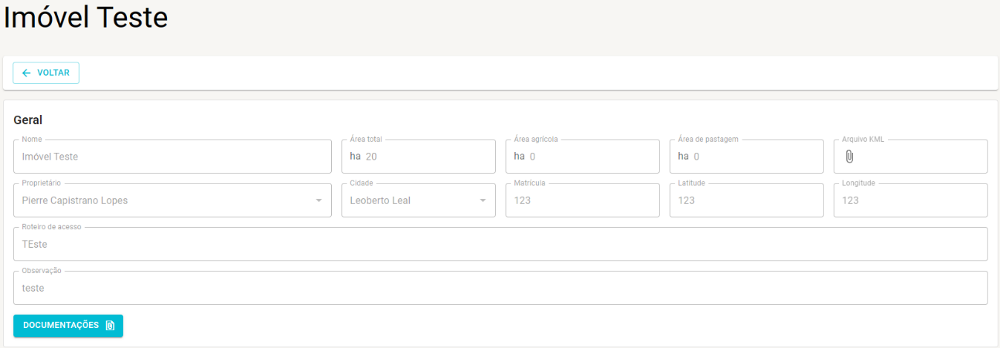 Imóvel Teste
VOLTAR
Geral
Nome Área total Área agrícola Área de pastagem Arquivo KML
Imóvel Teste ha 20 ha 0 ha 0
Proprietário Cidade Matrícula Latitude Longitude
Pierre Capistrano Lopes Leoberto Leal 123 123 123
Roteiro de acesso
TEste
Observação
teste
DOCUMENTAÇÕES